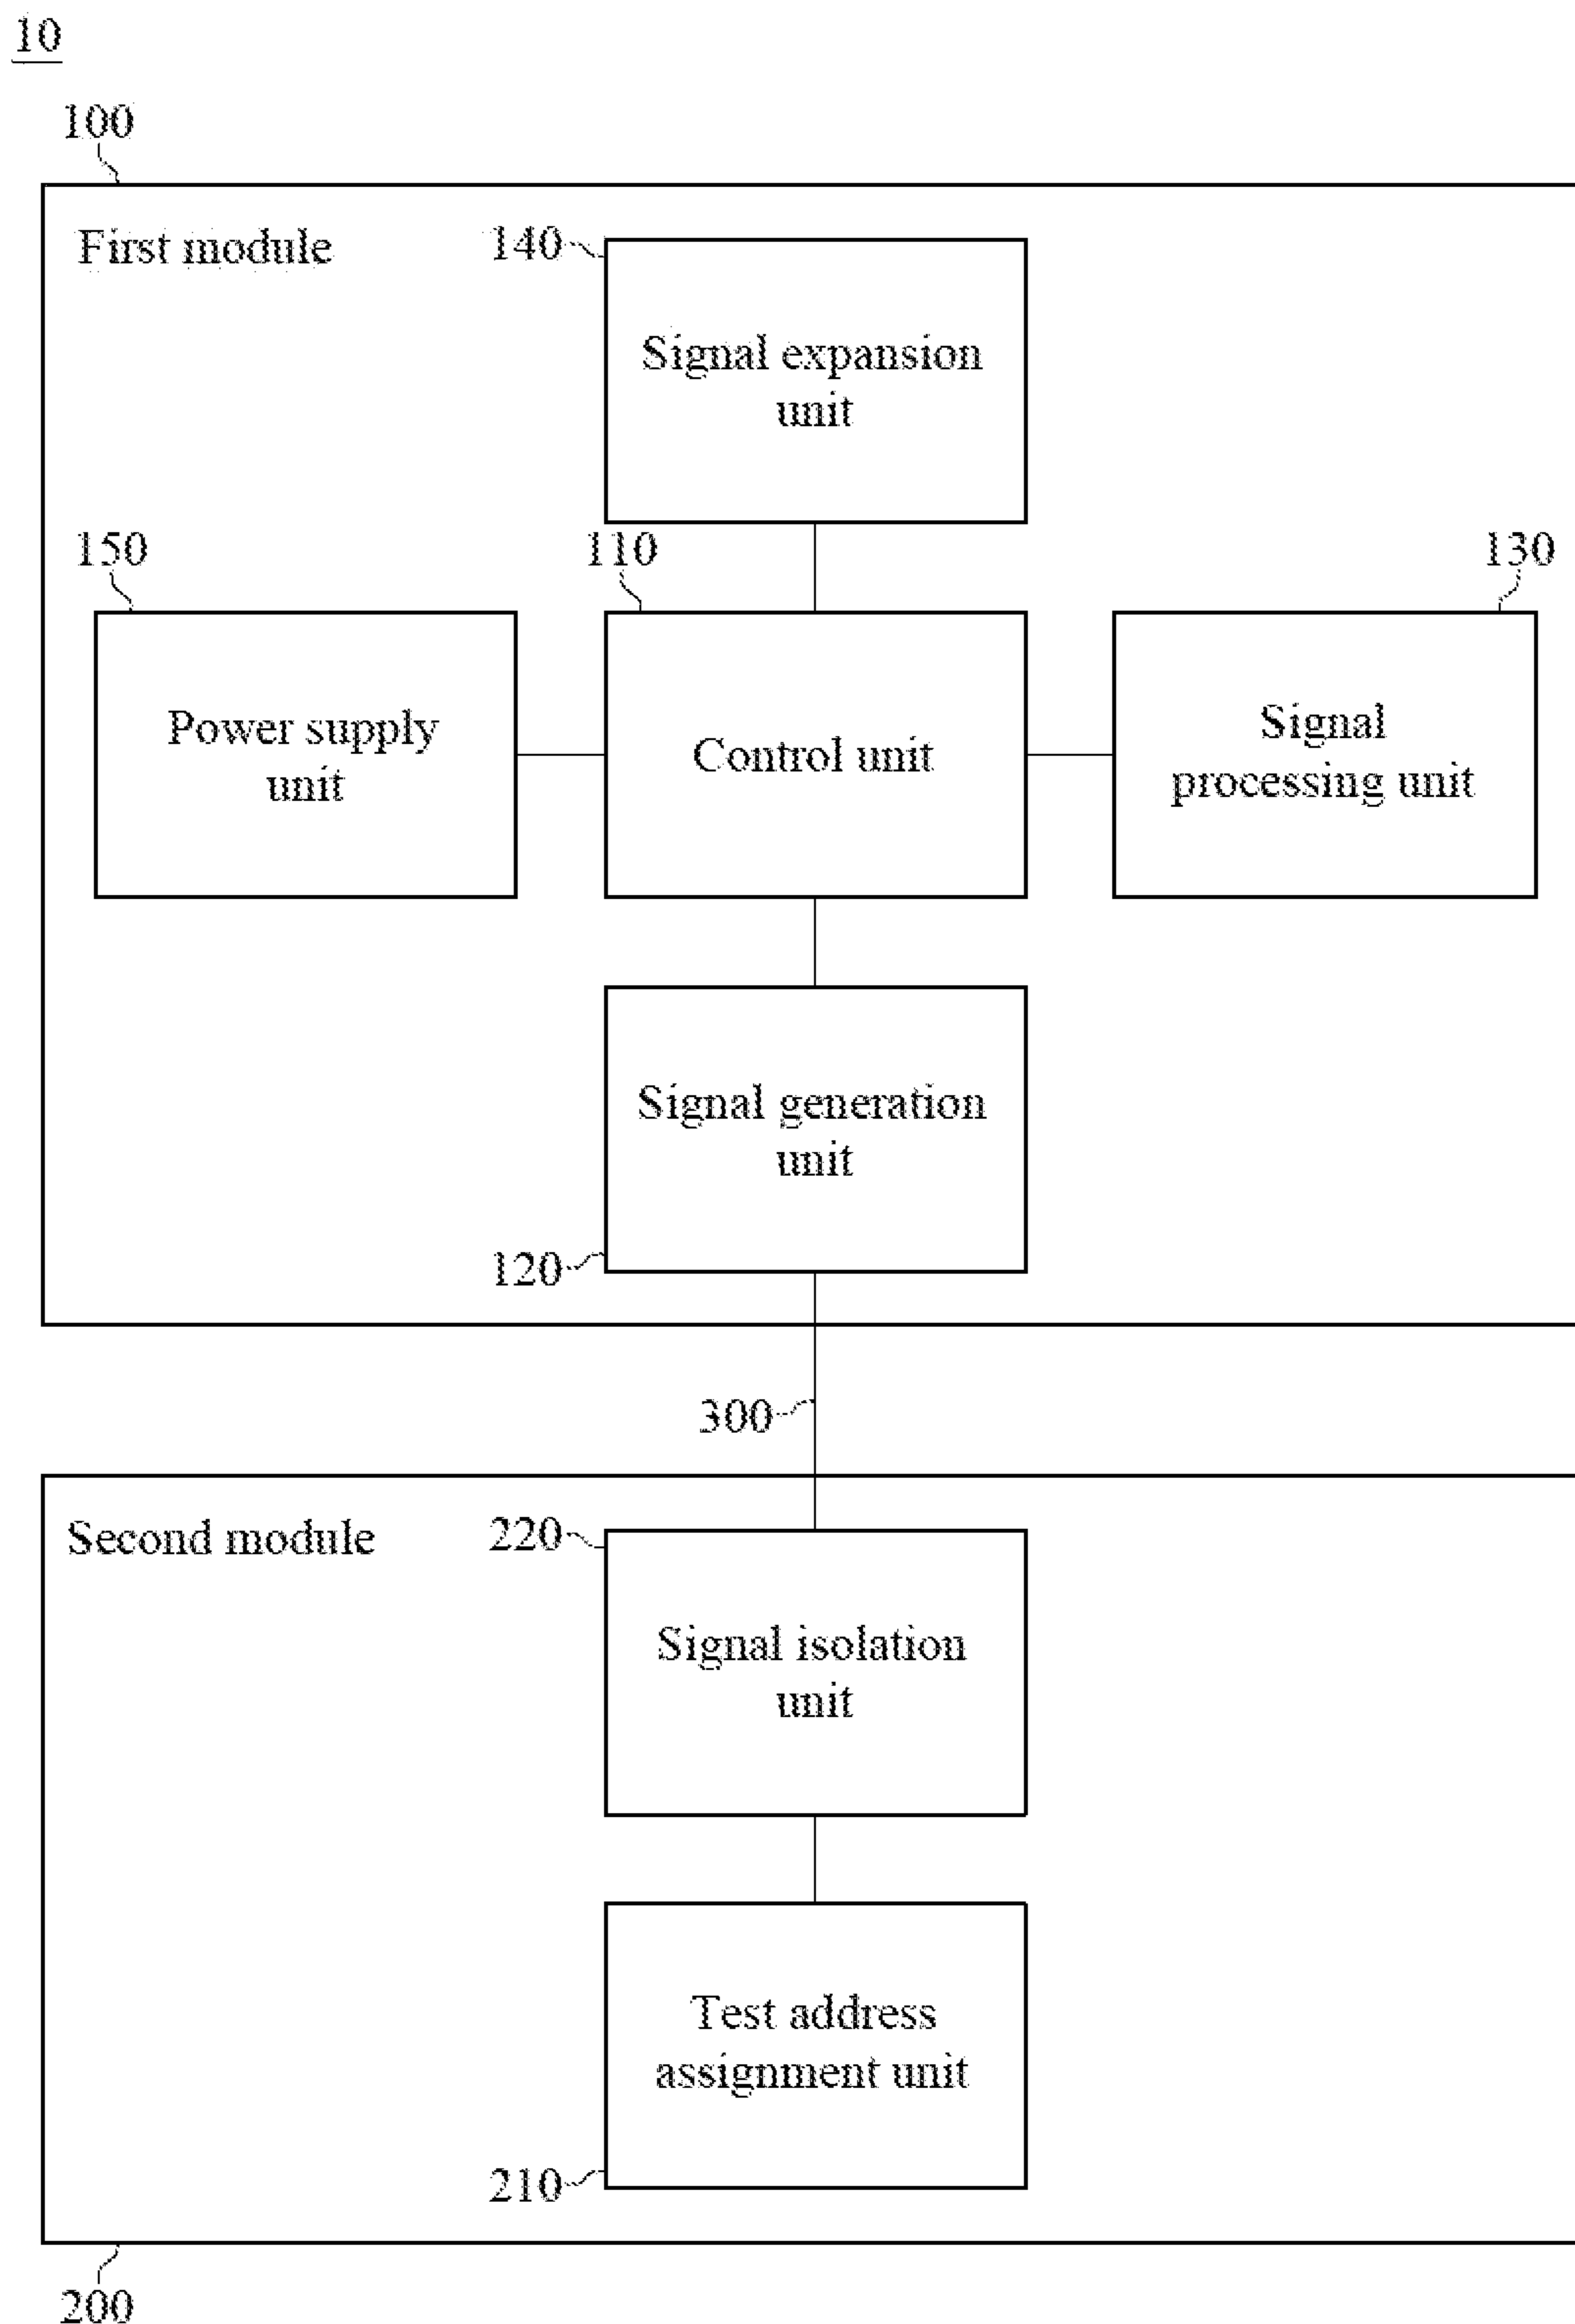 10
100
First module
140
Signal expansion
unit
150
110
130
Power supply
unit
Control unit
Signal
processing unit
Signal generation
unit
120
300
Second module
220
Signal isolation
unit
Test address
assignment unit
210
200